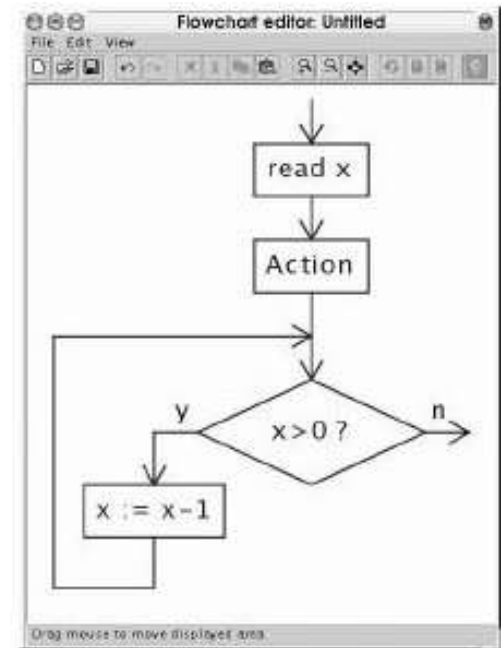 Flowchart editor: Untitled
File Edit View
read x
Action
y
n
x>0 ?
x := x-1
Drag mouse to move displayed area